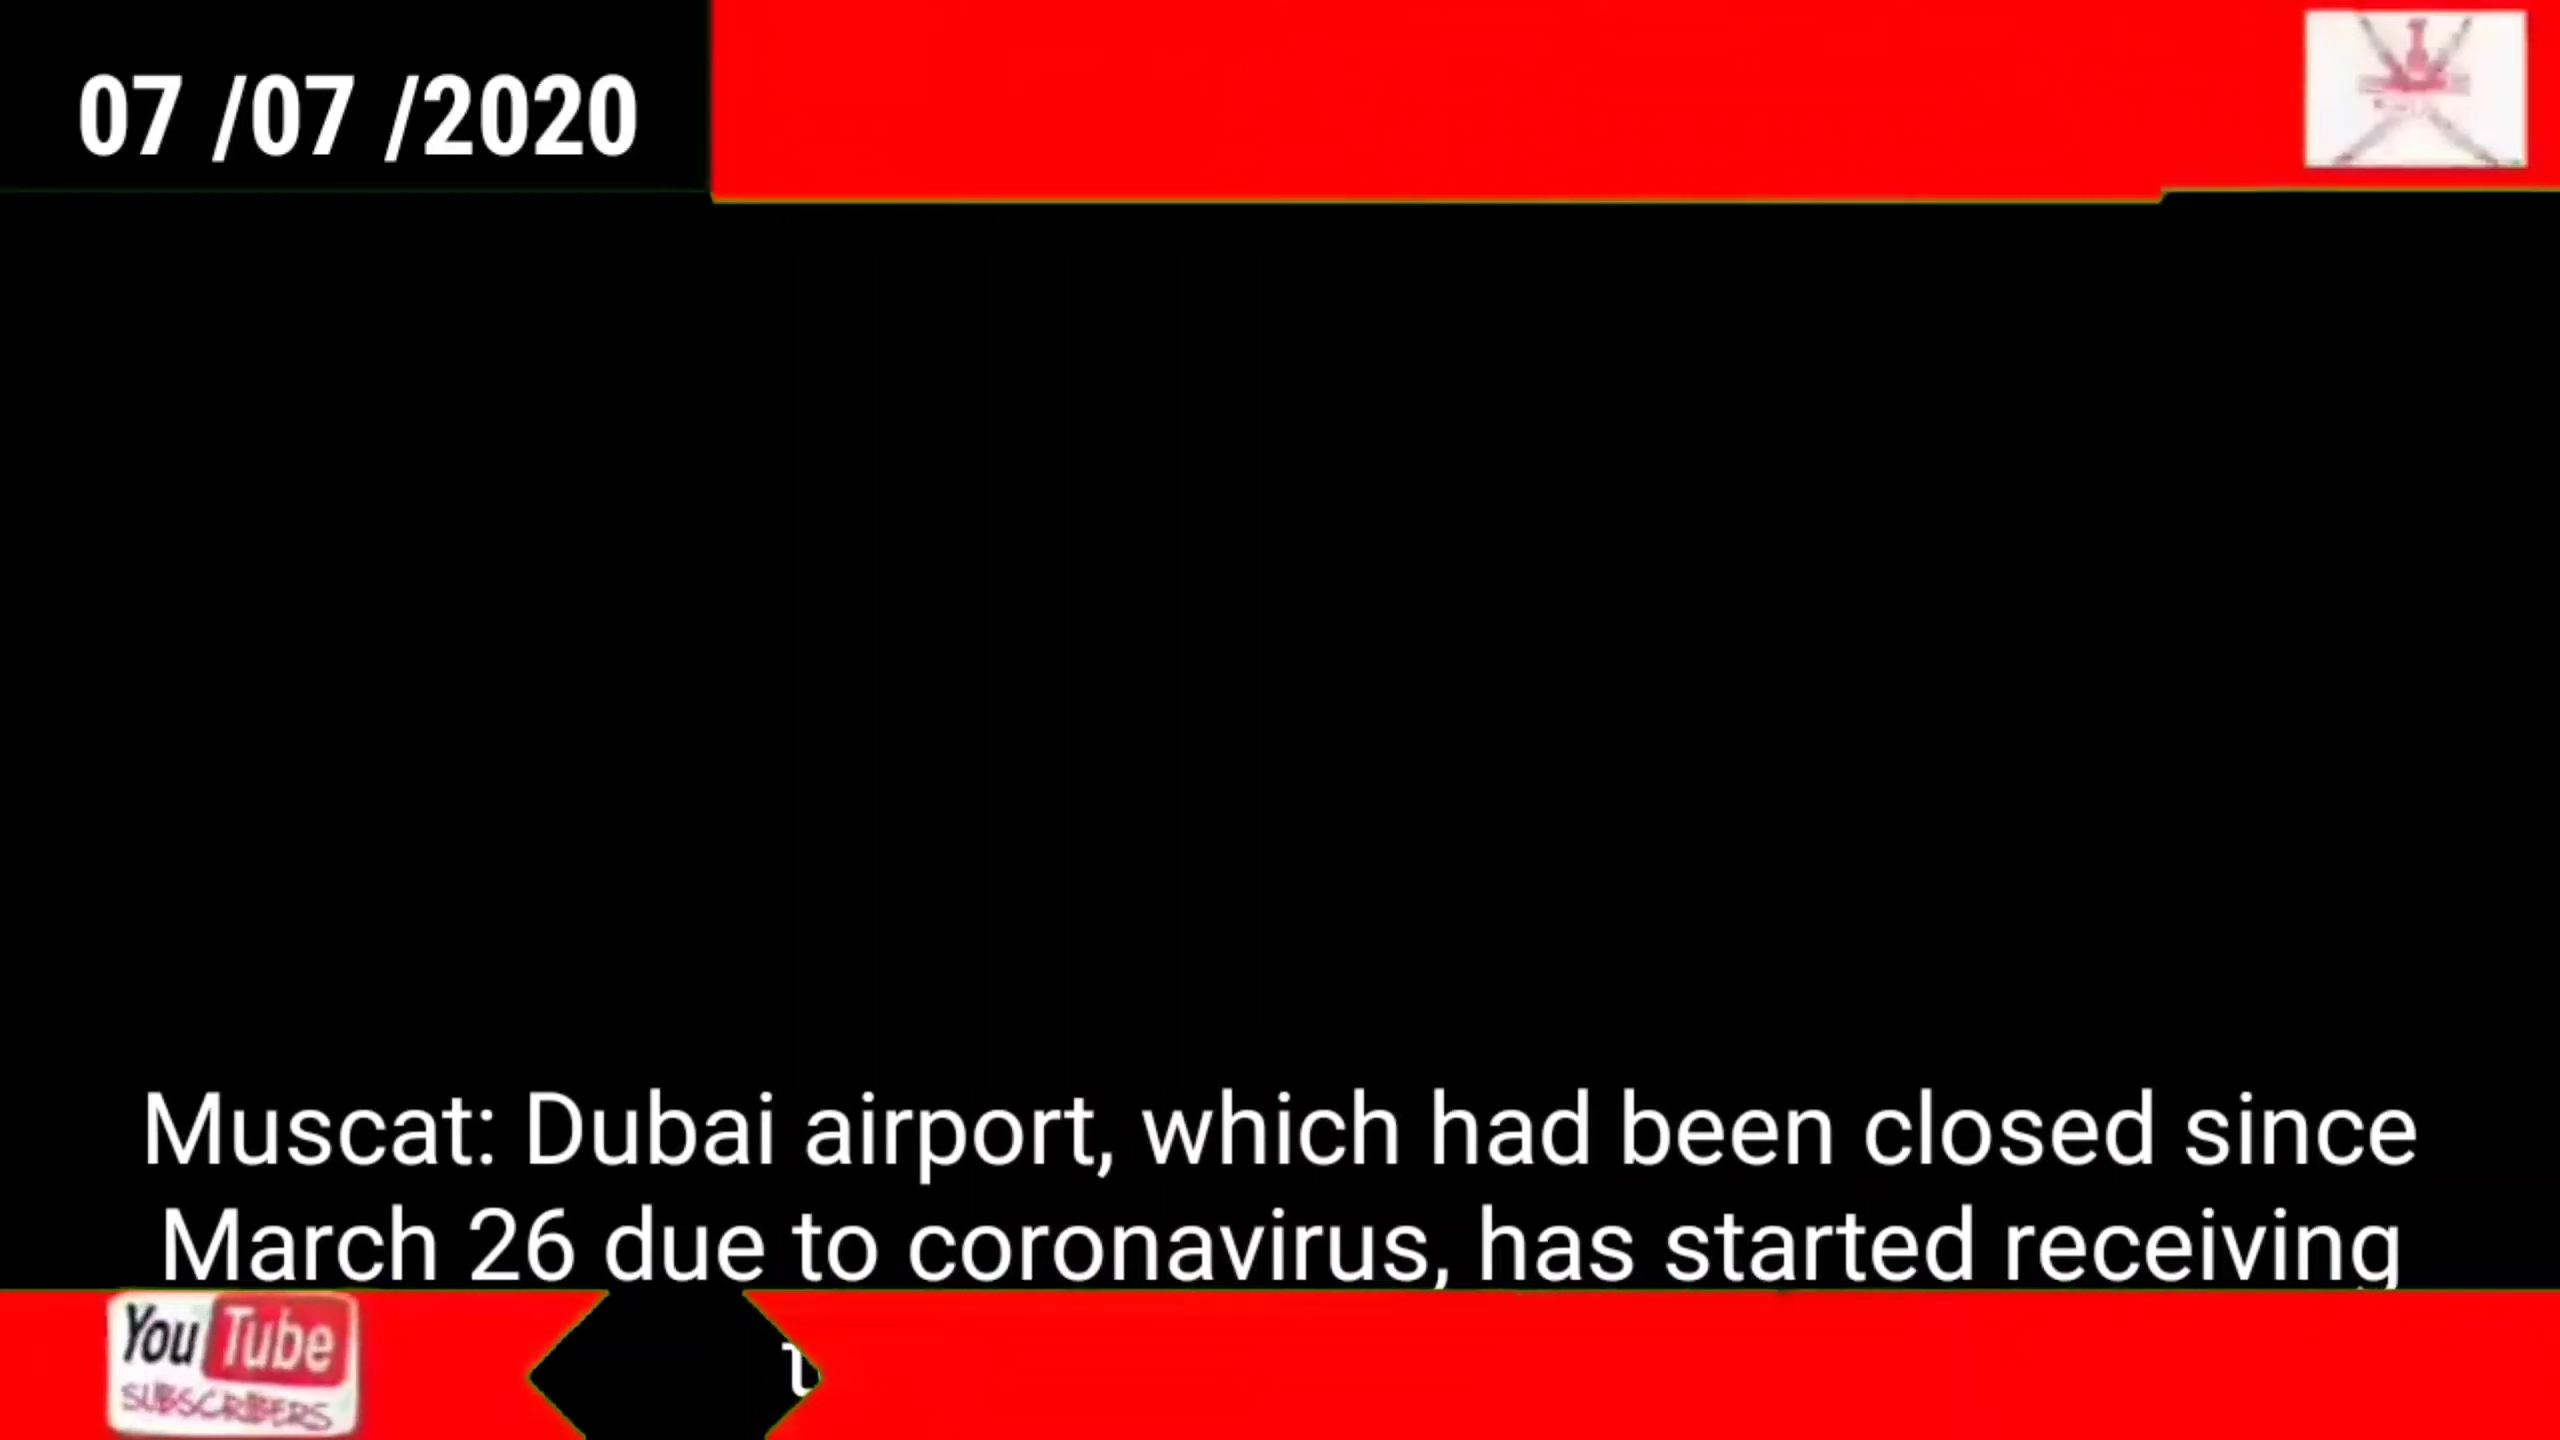 07 /07 /2020
Muscat: Dubai airport, which had been closed since
March 26 due to coronavirus, has started receiving
You Tube
SUBSCRIBERS